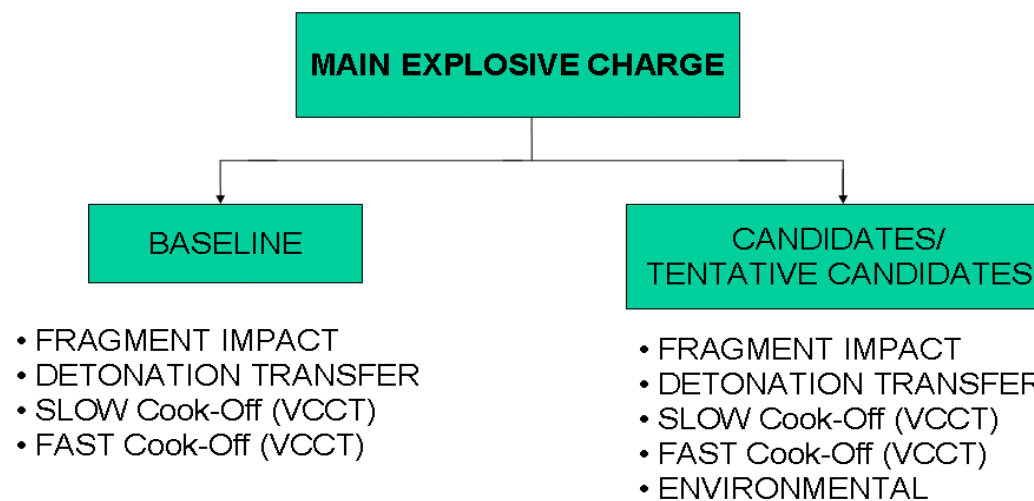 MAIN EXPLOSIVE CHARGE
BASELINE
CANDIDATES/
TENTATIVE CANDIDATES
• FRAGMENT IMPACT
• DETONATION TRANSFER
• SLOW Cook-Off (VCCT)
• FAST Cook-Off (VCCT)
• FRAGMENT IMPACT
• DETONATION TRANSFER
• SLOW Cook-Off (VCCT)
• FAST Cook-Off (VCCT)
• ENVIRONMENTAL